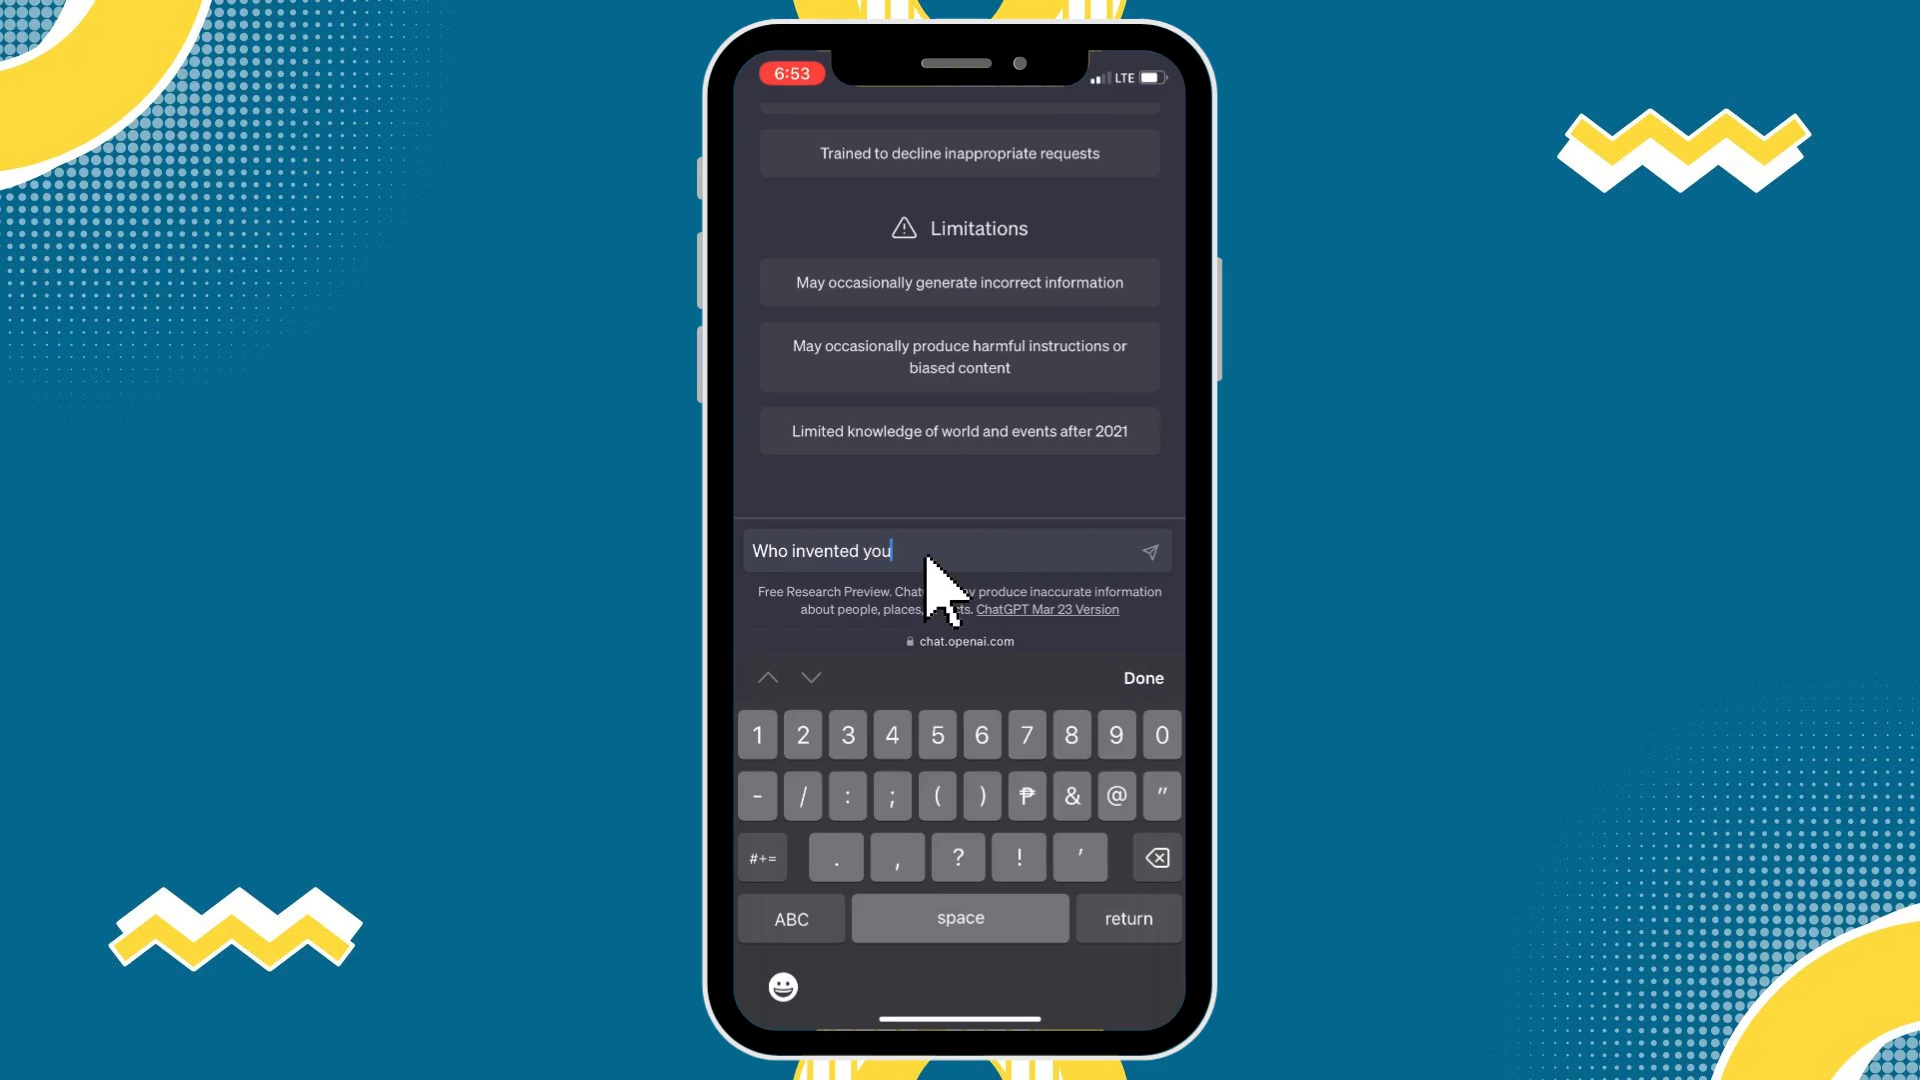 6:53
LTE
Trained to decline inappropriate requests
Limitations
May occasionally generate incorrect information
May occasionally produce harmful instructions or
biased content
Limited knowledge of world and events after 2021
Who invented you
Free Research Preview. produce inaccurate information
about people, places, ChatGPT Mar 23 Version
chat.openai.com
Done
1 2 3 4 5 6 7 8 9 0
- / : ; ( ) ₱ & @ "
#+= . , ? ! '
ABC space return